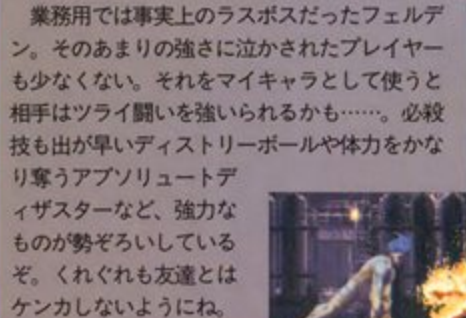 業務用では事実上のラスボスだったフェルデ
ン。そのあまりの強さに泣かされたプレイヤー
も少なくない。それをマイキャラとして使うと
相手はツライ闘いを強いられるかも……。必殺
技も出が早いディストリーボールや体力をかな
り奪うアブソリュートデ
ィザスターなど、強力な
ものが勢ぞろいしている
ぞ。くれぐれも友達とは
ケンカしないようにね。